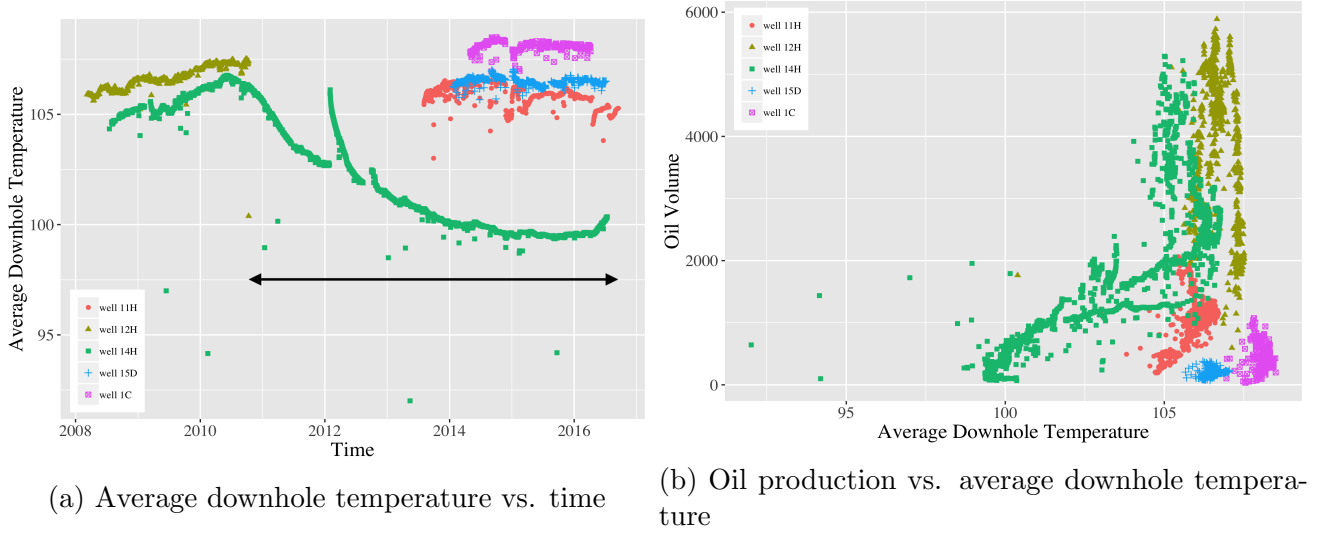 Average Downhole Temperature
105
100
95
well 11H
well 12H
well 14H
well 15D
well 1C
2008
2010
2012
2014
2016
Time
(a) Average downhole temperature vs. time
Oil Volume
6000
4000
2000
0
well 11H
well 12H
well 14H
well 15D
well 1C
95
100
105
Average Downhole Temperature
(b) Oil production vs. average downhole tempera-
ture